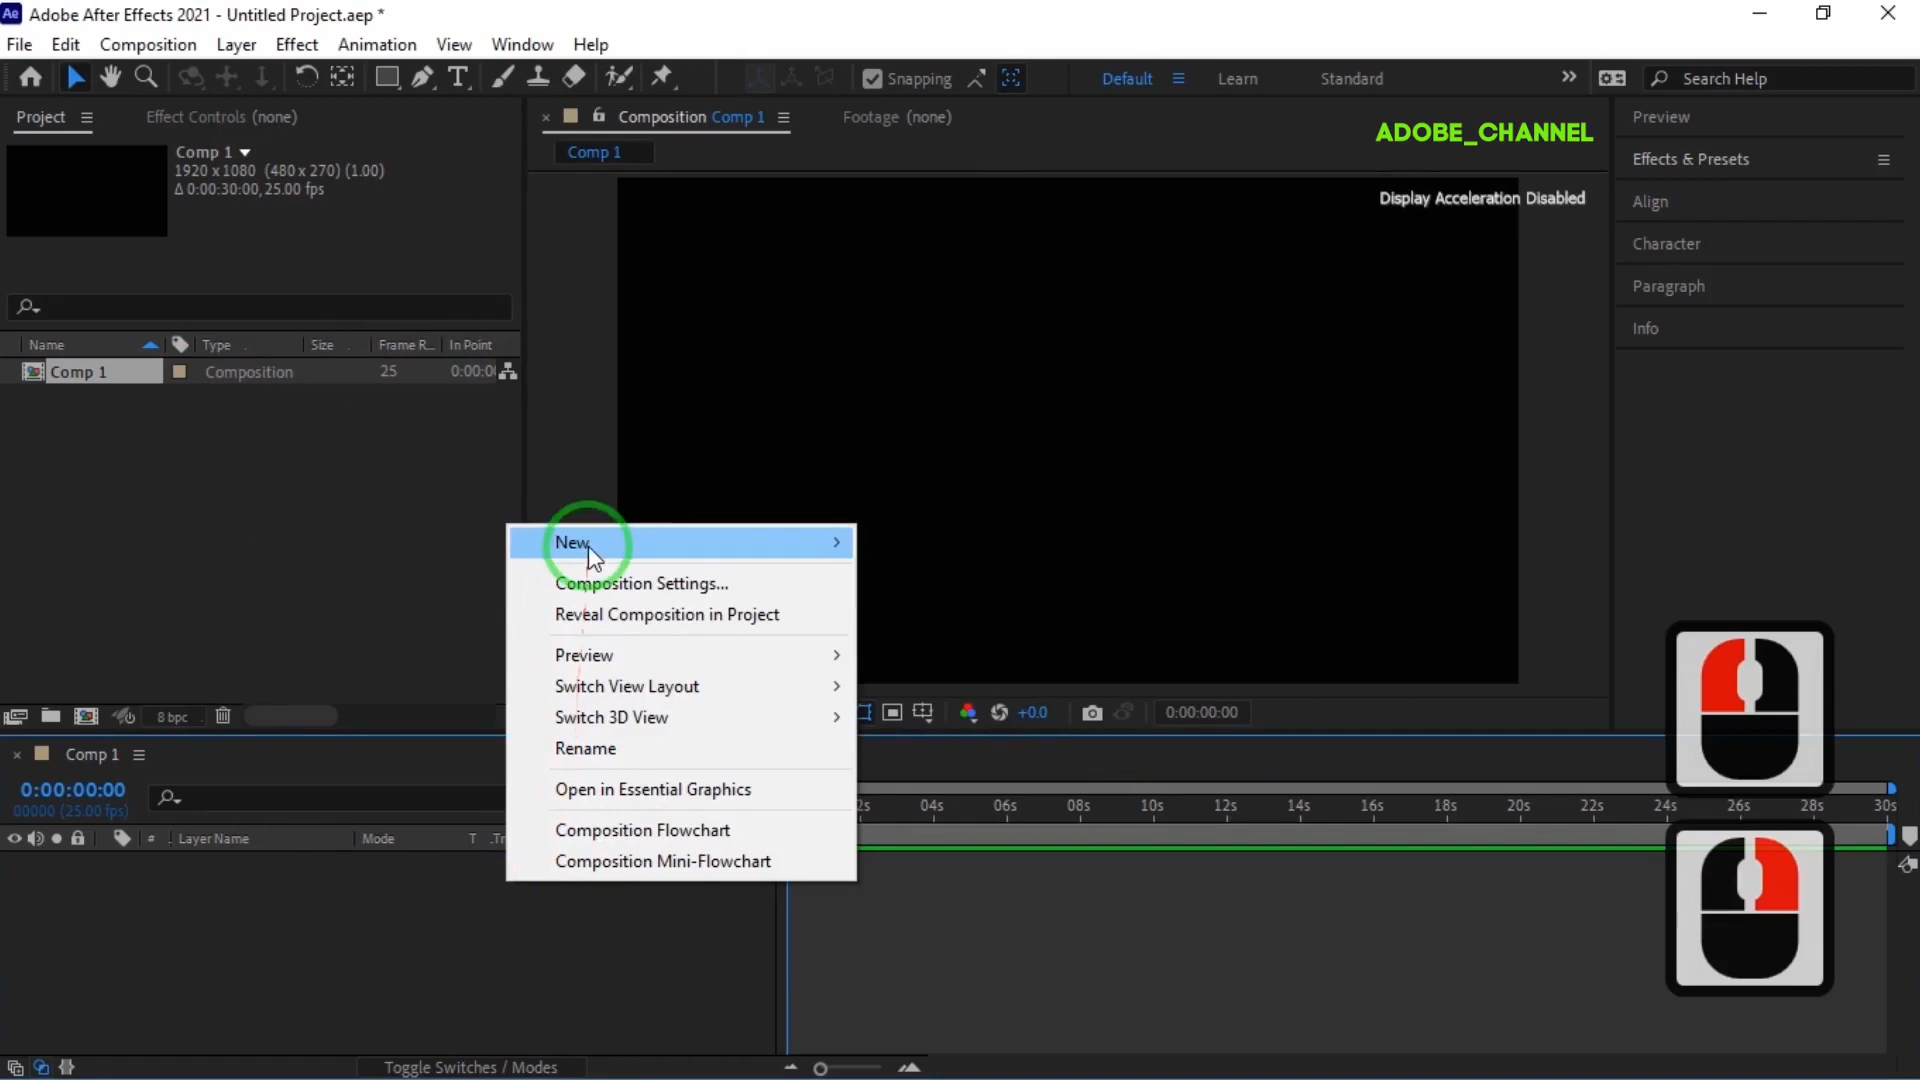 Ae Adobe After Effects 2021 - Untitled Project.aep *
File Edit Composition Layer Effect Animation View Window Help
T Snapping Default Learn Standard Search Help
Project Effect Controls (none)
Comp 1
1920 x 1080 (480 x 270) (1.00)
Δ 0:00:30:00, 25.00 fps
Composition Comp 1 Footage (none)
Comp 1
ADOBE_CHANNEL
Display Acceleration Disabled
Preview
Effects & Presets
Align
Character
Paragraph
Info
Name Type Size Frame R... In Point
Comp 1 Composition 25 0:00:0
New
Composition Settings...
Reveal Composition in Project
Preview
Switch View Layout
Switch 3D View
Rename
Open in Essential Graphics
Composition Flowchart
Composition Mini-Flowchart
8 bpc
+0.0 0:00:00:00
Comp 1
0:00:00:00
00000 (25.00 fps)
# Layer Name Mode T .Tr
2s 04s 06s 08s 10s 12s 14s 16s 18s 20s 22s 24s 26s 28s 30s
Toggle Switches / Modes